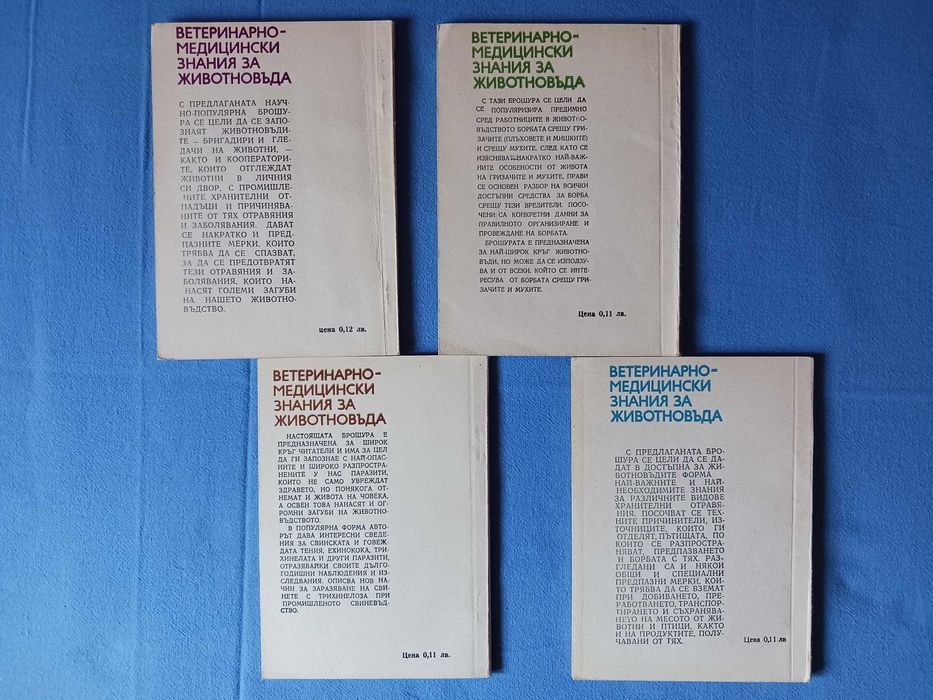 ВЕТЕРИНАРНО-
МЕДИЦИНСКИ
ЗНАНИЯ ЗА
ЖИВОТНОВЪДА
С ПРЕДЛАГАНАТА НАУЧ-
НО-ПОПУЛЯРНА БРОШУ-
РА СЕ ЦЕЛИ ДА СЕ ЗАПО-
ЗНАЯТ ЖИВОТНОВЪДИ-
ТЕ — БРИГАДИРИ И ГЛЕ-
ДАЧИ НА ЖИВОТНИ, —
КАКТО И КООПЕРАТОРИ-
ТЕ, КОИТО ОТГЛЕЖДАТ
ЖИВОТНИ В ЛИЧНИЯ
СИ ДВОР, С ПРОМИШЛЕ-
НИТЕ ХРАНИТЕЛНИ ОТ-
ПАДЪЦИ И ПРИЧИНЯВА-
НИТЕ ОТ ТЯХ ОТРАВЯНИЯ
И ЗАБОЛЯВАНИЯ. ДАВАТ
СЕ НАКРАТКО И ПРЕД-
ПАЗНИТЕ МЕРКИ, КОИТО
ТРЯБВА ДА СЕ СПАЗВАТ,
ЗА ДА СЕ ПРЕДОТВРАТЯТ
ТЕЗИ ОТРАВЯНИЯ И ЗА-
БОЛЯВАНИЯ, КОИТО НА-
НАСЯТ ГОЛЕМИ ЗАГУБИ
НА НАШЕТО ЖИВОТНО-
ВЪДСТВО.
цена 0,12 лв.
ВЕТЕРИНАРНО-
МЕДИЦИНСКИ
ЗНАНИЯ ЗА
ЖИВОТНОВЪДА
С ТАЗИ БРОШУРА СЕ ЦЕЛИ ДА
СЕ ПОПУЛЯРИЗИРА ПРЕДИМНО
СРЕД РАБОТНИЦИТЕ В ЖИВОТНО-
ВЪДСТВОТО БОРБАТА СРЕЩУ ГРИ-
ЗАЧИТЕ (ПЛЪХОВЕТЕ И МИШКИТЕ)
И СРЕЩУ МУХИТЕ. СЛЕД КАТО СЕ
ИЗЯСНЯВАТ НАКРАТКО НАЙ-ВАЖ-
НИТЕ ОСОБЕНОСТИ ОТ ЖИВОТА
НА ГРИЗАЧИТЕ И МУХИТЕ, ПРАВИ
СЕ ОСНОВЕН РАЗБОР НА ВСИЧКИ
ДОСТЪПНИ СРЕДСТВА ЗА БОРБА
СРЕЩУ ТЕЗИ ВРЕДИТЕЛИ. ПОСО-
ЧЕНИ СА КОНКРЕТНИ ДАННИ ЗА
ПРАВИЛНОТО ОРГАНИЗИРАНЕ И
ПРОВЕЖДАНЕ НА БОРБАТА.
БРОШУРАТА Е ПРЕДНАЗНАЧЕНА
ЗА НАЙ-ШИРОК КРЪГ ЖИВОТНО-
ВЪДИ, НО МОЖЕ ДА СЕ ИЗПОЛЗУ-
ВА И ОТ ВСЕКИ, КОЙТО СЕ ИНТЕ-
РЕСУВА ОТ БОРБАТА СРЕЩУ ГРИ-
ЗАЧИТЕ И МУХИТЕ.
Цена 0,11 лв.
ВЕТЕРИНАРНО-
МЕДИЦИНСКИ
ЗНАНИЯ ЗА
ЖИВОТНОВЪДА
НАСТОЯЩАТА БРОШУРА Е
ПРЕДНАЗНАЧЕНА ЗА ШИРОК
КРЪГ ЧИТАТЕЛИ И ИМА ЗА ЦЕЛ
ДА ГИ ЗАПОЗНАЕ С НАЙ-ОПАС-
НИТЕ И ШИРОКО РАЗПРОСТРА-
НЕНИТЕ У НАС ПАРАЗИТИ,
КОИТО НЕ САМО УВРЕЖДАТ
ЗДРАВЕТО, НО ПОНЯКОГА ОТ-
НЕМАТ И ЖИВОТА НА ЧОВЕКА,
А ОСВЕН ТОВА НАНАСЯТ И ОГ-
РОМНИ ЗАГУБИ НА ЖИВОТНО-
ВЪДСТВОТО.
В ПОПУЛЯРНА ФОРМА АВТО-
РЪТ ДАВА ИНТЕРЕСНИ СВЕДЕ-
НИЯ ЗА СВИНСКАТА И ГОВЕЖ-
ДАТА ТЕНИЯ, ЕХИНОКОКА, ТРИ-
ХИНЕЛАТА И ДРУГИ ПАРАЗИТИ,
ОТРАЗЯВАЙКИ СВОИТЕ ДЪЛГО-
ГОДИШНИ НАБЛЮДЕНИЯ И ИЗ-
СЛЕДВАНИЯ, ОПИСВА НОВ НА-
ЧИН ЗА ЗАРАЗЯВАНЕ НА СВИ-
НЕТЕ С ТРИХИНЕЛОЗА ПРИ
ПРОМИШЛЕНОТО СВИНЕВЪД-
СТВО.
Цена 0,11 лв.
ВЕТЕРИНАРНО-
МЕДИЦИНСКИ
ЗНАНИЯ ЗА
ЖИВОТНОВЪДА
С ПРЕДЛАГАНАТА БРО-
ШУРА СЕ ЦЕЛИ ДА СЕ ДА-
ДАТ В ДОСТЪПНА ЗА ЖИ-
ВОТНОВЪДИТЕ ФОРМА
НАЙ-ВАЖНИТЕ И НАЙ-
НЕОБХОДИМИТЕ ЗНАНИЯ
ЗА РАЗЛИЧНИТЕ ВИДОВЕ
ХРАНИТЕЛНИ ОТРАВЯ-
НИЯ. ПОСОЧВАТ СЕ ТЕХ-
НИТЕ ПРИЧИНИТЕЛИ, ИЗ-
ТОЧНИЦИТЕ, КОИТО ГИ
ОТДЕЛЯТ, ПЪТИЩАТА, ПО
КОИТО СЕ РАЗПРОСТРА-
НЯВАТ, ПРЕДПАЗВАНЕТО
И БОРБАТА С ТЯХ. РАЗ-
ГЛЕДАНИ СА И НЯКОИ
ОБЩИ И СПЕЦИАЛНИ
ПРЕДПАЗНИ МЕРКИ, КОИ-
ТО ТРЯБВА ДА СЕ ВЗЕМАТ
ПРИ ДОБИВАНЕТО, ПРЕ-
РАБОТВАНЕТО, ТРАНСПОР-
ТИРАНЕТО И СЪХРАНЯВА-
НЕТО НА МЕСОТО ОТ ЖИ-
ВОТНИ И ПТИЦИ, КАКТО
И НА ПРОДУКТИТЕ, ПОЛУ-
ЧАВАНИ ОТ ТЯХ.
Цена 0,11 лв